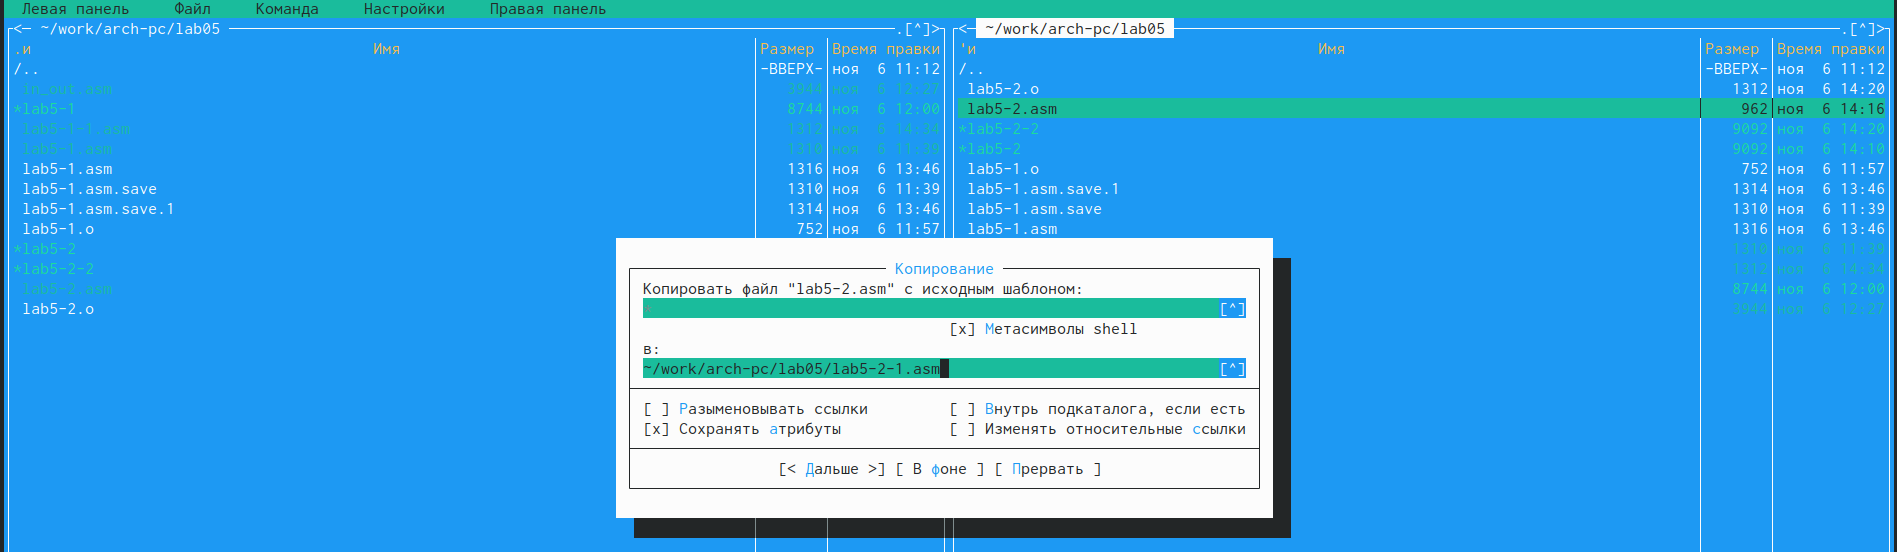 Левая панель Файл Команда Настройки Правая панель
<─ ~/work/arch-pc/lab05 .[^]>
.и Имя Размер Время правки
/.. -ВВЕРХ- ноя 6 11:12
in_out.asm 3944 ноя 6 12:27
*lab5-1 8744 ноя 6 12:00
lab5-1-1.asm 1312 ноя 6 14:34
lab5-1.asm 1310 ноя 6 11:39
lab5-1.asm 1316 ноя 6 13:46
lab5-1.asm.save 1310 ноя 6 11:39
lab5-1.asm.save.1 1314 ноя 6 13:46
lab5-1.o 752 ноя 6 11:57
*lab5-2
*lab5-2-2
lab5-2.asm
lab5-2.o
<─ ~/work/arch-pc/lab05 .[^]>
'и Имя Размер Время правки
/.. -ВВЕРХ- ноя 6 11:12
lab5-2.o 1312 ноя 6 14:20
lab5-2.asm 962 ноя 6 14:16
*lab5-2-2 9092 ноя 6 14:20
*lab5-2 9092 ноя 6 14:10
lab5-1.o 752 ноя 6 11:57
lab5-1.asm.save.1 1314 ноя 6 13:46
lab5-1.asm.save 1310 ноя 6 11:39
lab5-1.asm 1316 ноя 6 13:46
1310 ноя 6 11:39
1312 ноя 6 14:34
8744 ноя 6 12:00
3944 ноя 6 12:27
Копирование
Копировать файл "lab5-2.asm" с исходным шаблоном:
[^]
[x] Метасимволы shell
в:
~/work/arch-pc/lab05/lab5-2-1.asm [^]
[ ] Разыменовывать ссылки [ ] Внутрь подкаталога, если есть
[x] Сохранять атрибуты [ ] Изменять относительные ссылки
[< Дальше >] [ В фоне ] [ Прервать ]